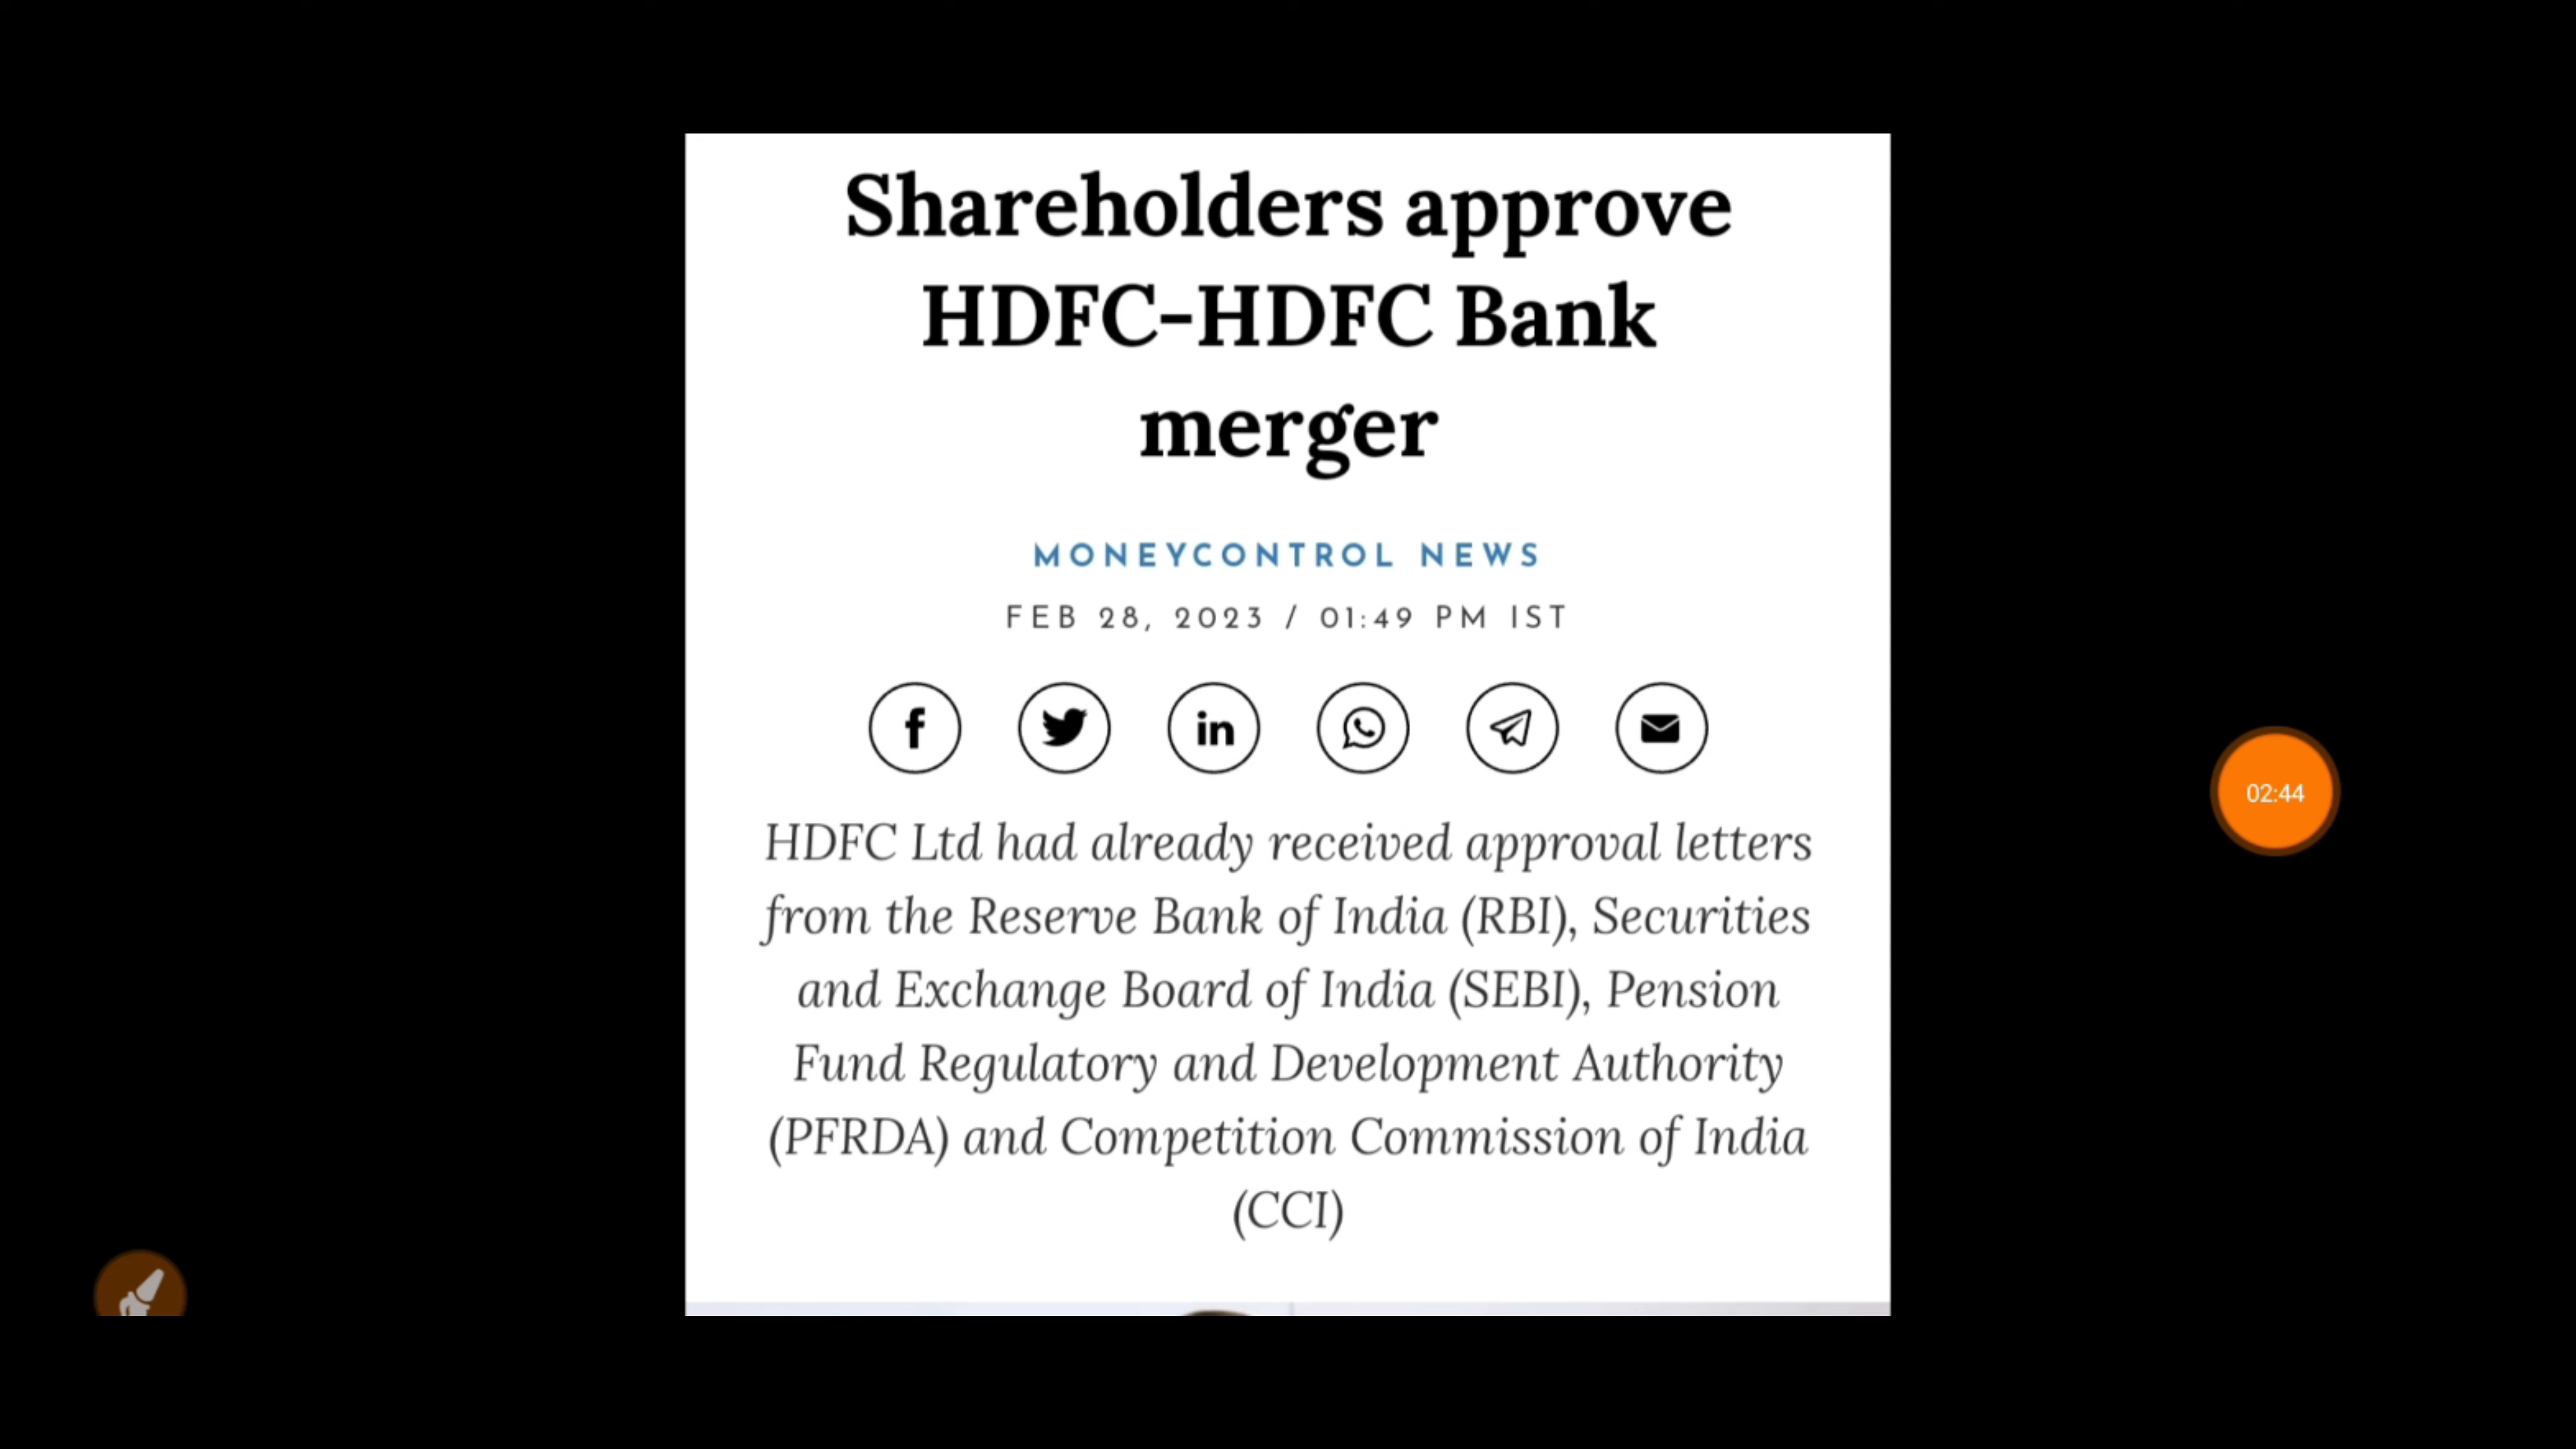 Shareholders approve
HDFC-HDFC Bank
merger
MONEYCONTROL NEWS
FEB 28, 2023 / 01:49 PM IST
HDFC Ltd had already received approval letters
from the Reserve Bank of India (RBI), Securities
and Exchange Board of India (SEBI), Pension
Fund Regulatory and Development Authority
(PFRDA) and Competition Commission of India
(CCI)
02:44